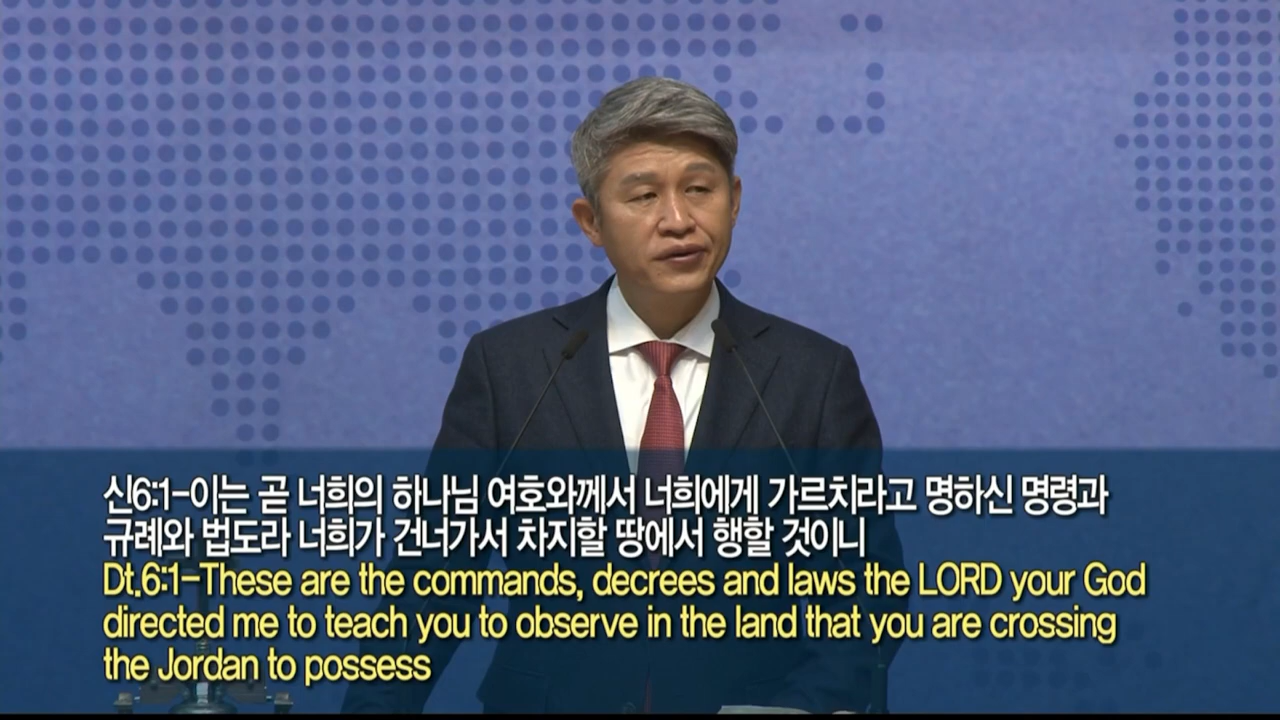 신6:1-이는 곧 너희의 하나님 여호와께서 너희에게 가르치라고 명하신 명령과
규례와 법도라 너희가 건너가서 차지할 땅에서 행할 것이니
Dt.6:1-These are the commands, decrees and laws the LORD your God
directed me to teach you to observe in the land that you are crossing
the Jordan to possess